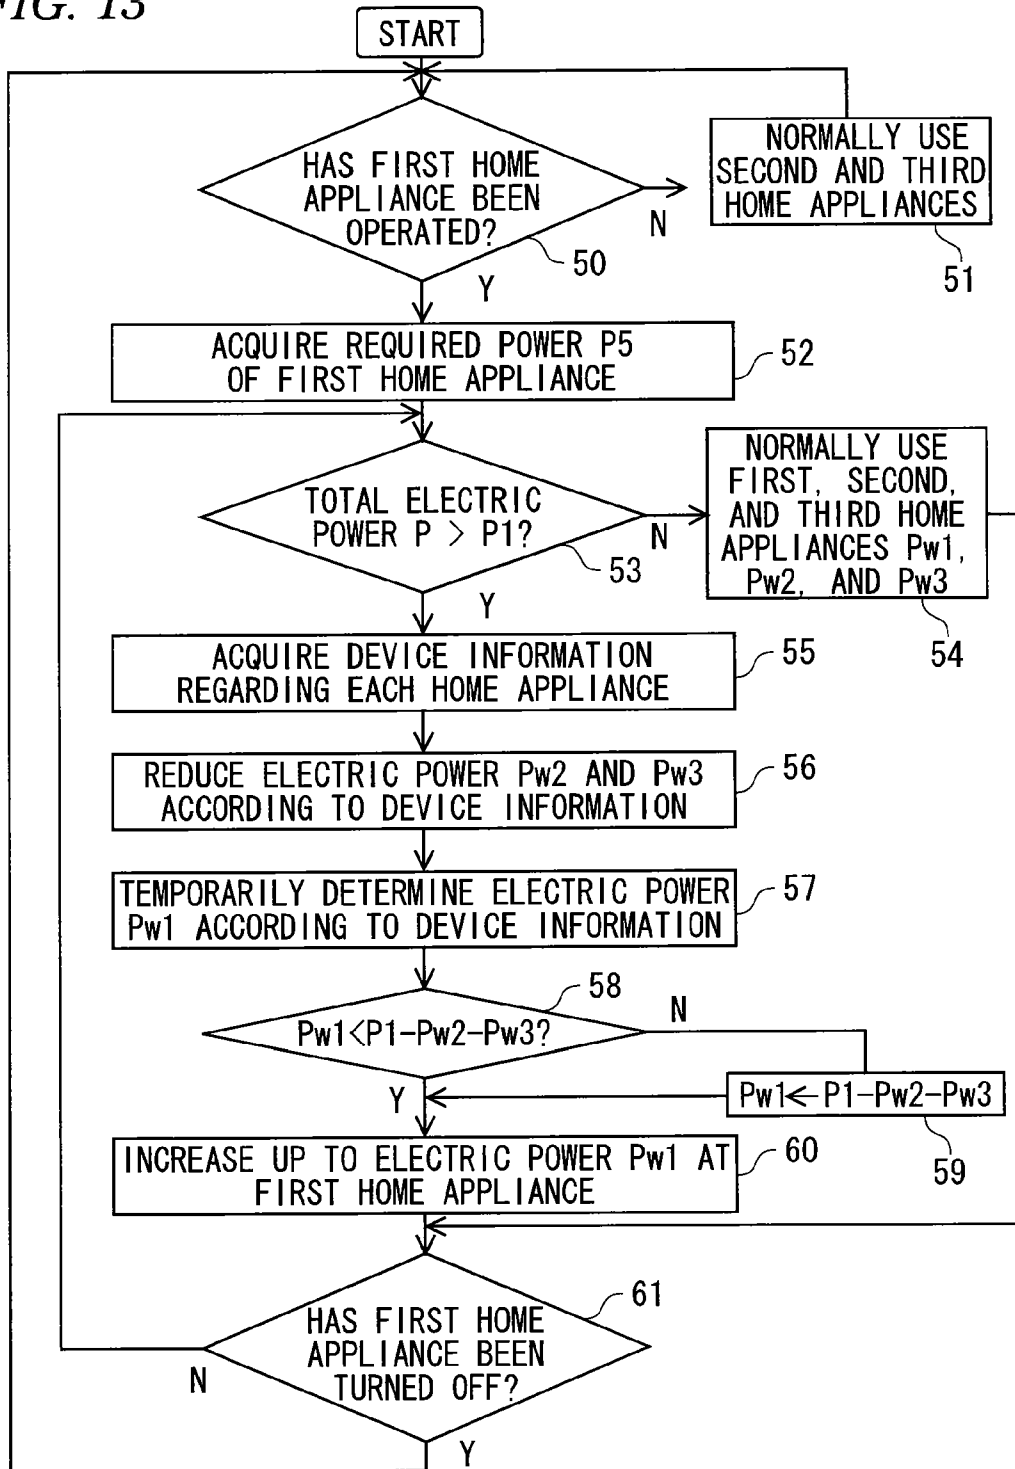 FIG. 13
START
HAS FIRST HOME
APPLIANCE BEEN
OPERATED?
50
N
Y
NORMALLY USE
SECOND AND THIRD
HOME APPLIANCES
51
ACQUIRE REQUIRED POWER P5
OF FIRST HOME APPLIANCE
52
TOTAL ELECTRIC
POWER P > P1?
53
N
Y
NORMALLY USE
FIRST, SECOND,
AND THIRD HOME
APPLIANCES Pw1,
Pw2, AND Pw3
54
ACQUIRE DEVICE INFORMATION
REGARDING EACH HOME APPLIANCE
55
REDUCE ELECTRIC POWER Pw2 AND Pw3
ACCORDING TO DEVICE INFORMATION
56
TEMPORARILY DETERMINE ELECTRIC POWER
Pw1 ACCORDING TO DEVICE INFORMATION
57
Pw1<P1-Pw2-Pw3?
58
N
Y
Pw1←P1-Pw2-Pw3
59
INCREASE UP TO ELECTRIC POWER Pw1 AT
FIRST HOME APPLIANCE
60
HAS FIRST HOME
APPLIANCE BEEN
TURNED OFF?
61
N
Y